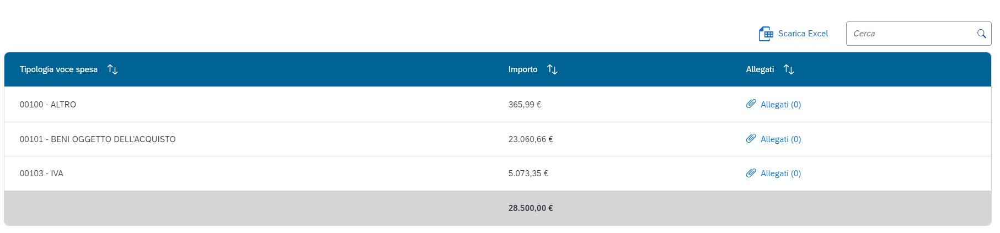 Scarica Excel Cerca
Tipologia voce spesa Importo Allegati
00100 - ALTRO 365,99 € Allegati (0)
00101 - BENI OGGETTO DELL'ACQUISTO 23.060,66 € Allegati (0)
00103 - IVA 5.073,35 € Allegati (0)
28.500,00 €